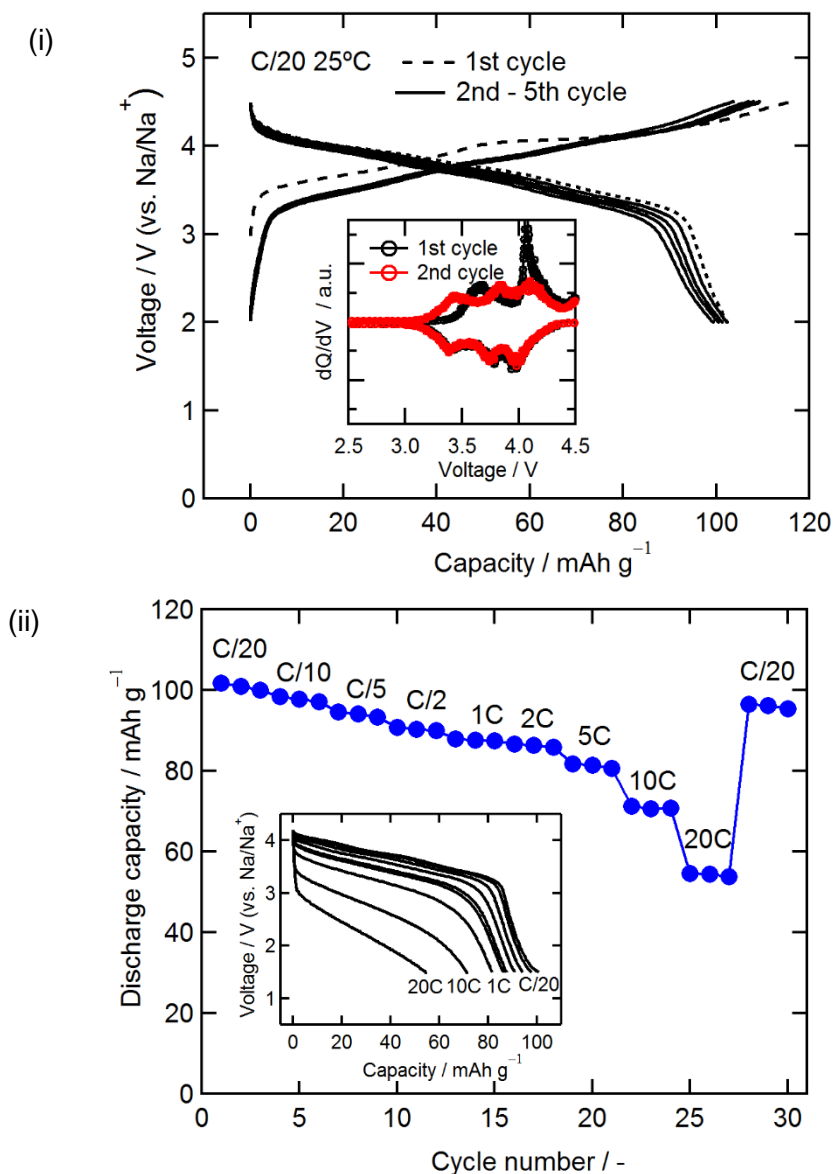 (i)
C/20 25ºC
1st cycle
2nd - 5th cycle
Voltage / V (vs. Na/Na⁺)
5
4
3
2
1
0
1st cycle
2nd cycle
dQ/dV / a.u.
2.5 3.0 3.5 4.0 4.5
Voltage / V
0 20 40 60 80 100 120
Capacity / mAh g⁻¹
(ii)
Discharge capacity / mAh g⁻¹
120
100
80
60
40
20
0
C/20
C/10
C/5
C/2
1C
2C
5C
10C
20C
C/20
Voltage / V (vs. Na/Na⁺)
4
3
2
1
20C 10C 1C C/20
0 20 40 60 80 100
Capacity / mAh g⁻¹
0 5 10 15 20 25 30
Cycle number / -